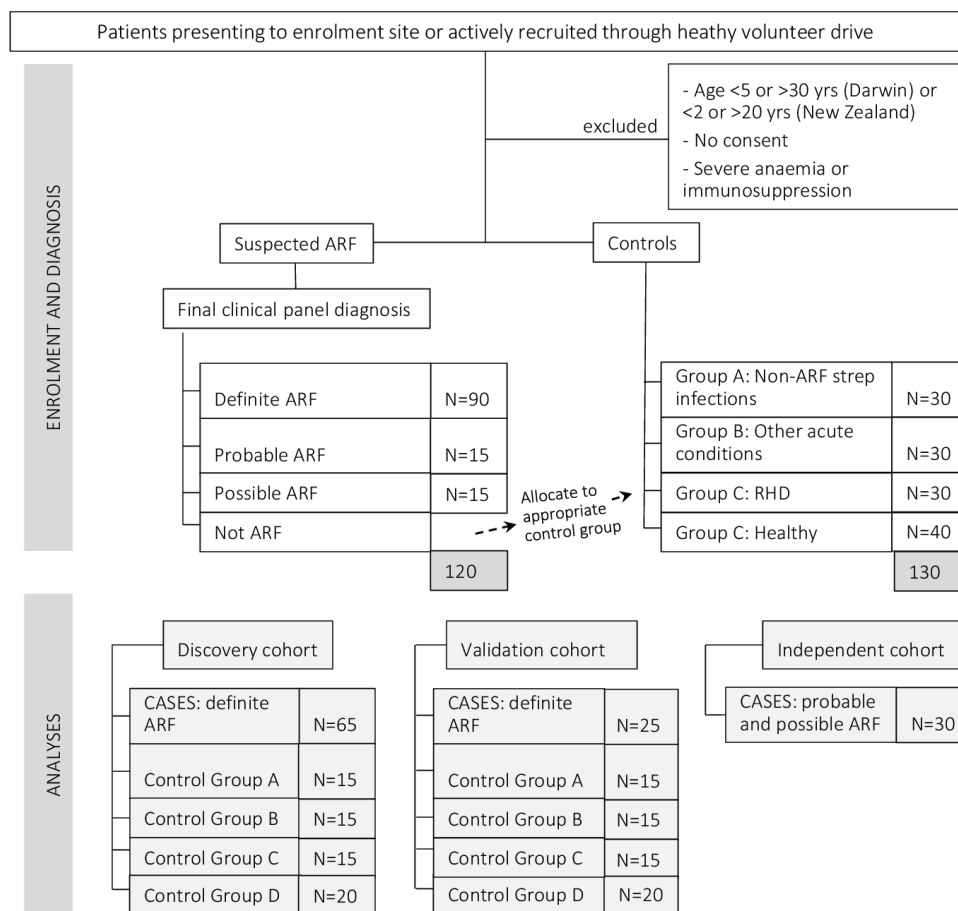 Patients presenting to enrolment site or actively recruited through heathy volunteer drive
ENROLMENT AND DIAGNOSIS
excluded
- Age <5 or >30 yrs (Darwin) or
<2 or >20 yrs (New Zealand)
- No consent
- Severe anaemia or
immunosuppression
Suspected ARF
Controls
Final clinical panel diagnosis
Definite ARF N=90
Probable ARF N=15
Possible ARF N=15
Not ARF
120
Allocate to
appropriate
control group
Group A: Non-ARF strep
infections N=30
Group B: Other acute
conditions N=30
Group C: RHD N=30
Group C: Healthy N=40
130
ANALYSES
Discovery cohort
CASES: definite
ARF N=65
Control Group A N=15
Control Group B N=15
Control Group C N=15
Control Group D N=20
Validation cohort
CASES: definite
ARF N=25
Control Group A N=15
Control Group B N=15
Control Group C N=15
Control Group D N=20
Independent cohort
CASES: probable
and possible ARF N=30